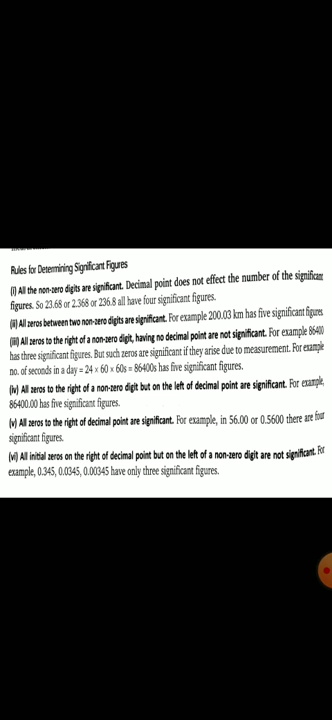 Rules for Determining Significant Figures
(i) All the non-zero digits are significant. Decimal point does not effect the number of the significant
figures. So 23.68 or 2.368 or 236.8 all have four significant figures.
(ii) All zeros between two non-zero digits are significant. For example 200.03 km has five significant figures
(iii) All zeros to the right of a non-zero digit, having no decimal point are not significant. For example 86400
has three significant figures. But such zeros are significant if they arise due to measurement. For example
no. of seconds in a day = 24 × 60 × 60s = 86400s has five significant figures.
(iv) All zeros to the right of a non-zero digit but on the left of decimal point are significant. For example,
86400.00 has five significant figures.
(v) All zeros to the right of decimal point are significant. For example, in 56.00 or 0.5600 there are four
significant figures.
(vi) All initial zeros on the right of decimal point but on the left of a non-zero digit are not significant. For
example, 0.345, 0.0345, 0.00345 have only three significant figures.